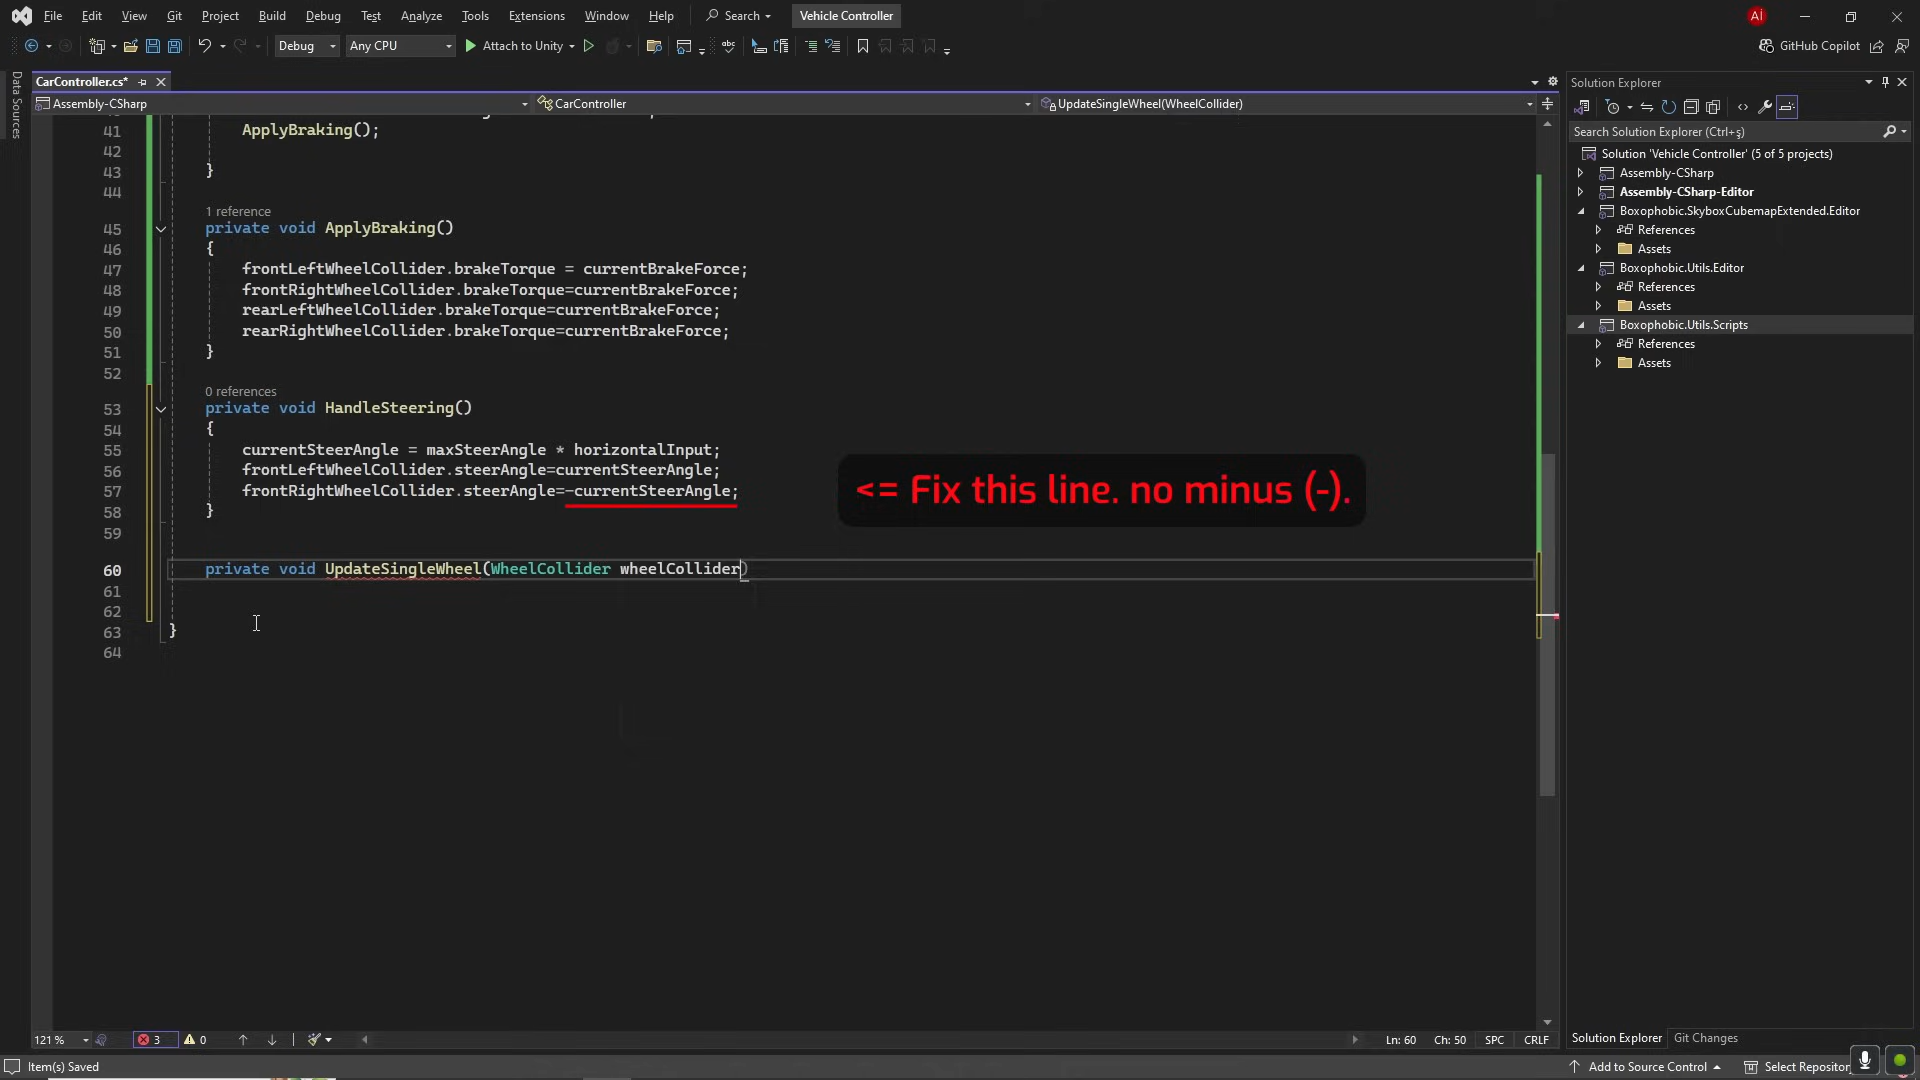 File Edit View Git Project Build Debug Test Analyze Tools Extensions Window Help Search Vehicle Controller AI
Debug Any CPU Attach to Unity abc GitHub Copilot
Data Sources
CarController.cs*
Assembly-CSharp CarController UpdateSingleWheel(WheelCollider)
41 ApplyBraking();
42
43 }
44
1 reference
45 private void ApplyBraking()
46 {
47 frontLeftWheelCollider.brakeTorque = currentBrakeForce;
48 frontRightWheelCollider.brakeTorque=currentBrakeForce;
49 rearLeftWheelCollider.brakeTorque=currentBrakeForce;
50 rearRightWheelCollider.brakeTorque=currentBrakeForce;
51 }
52
0 references
53 private void HandleSteering()
54 {
55 currentSteerAngle = maxSteerAngle * horizontalInput;
56 frontLeftWheelCollider.steerAngle=currentSteerAngle;
57 frontRightWheelCollider.steerAngle=-currentSteerAngle;
<= Fix this line. no minus (-).
58 }
59
60 private void UpdateSingleWheel(WheelCollider wheelCollider)
61
62
63 }
64
Solution Explorer
Search Solution Explorer (Ctrl+ş)
Solution 'Vehicle Controller' (5 of 5 projects)
Assembly-CSharp
Assembly-CSharp-Editor
Boxophobic.SkyboxCubemapExtended.Editor
References
Assets
Boxophobic.Utils.Editor
References
Assets
Boxophobic.Utils.Scripts
References
Assets
121 % 3 0 Ln: 60 Ch: 50 SPC CRLF
Solution Explorer Git Changes
Item(s) Saved Add to Source Control Select Repository